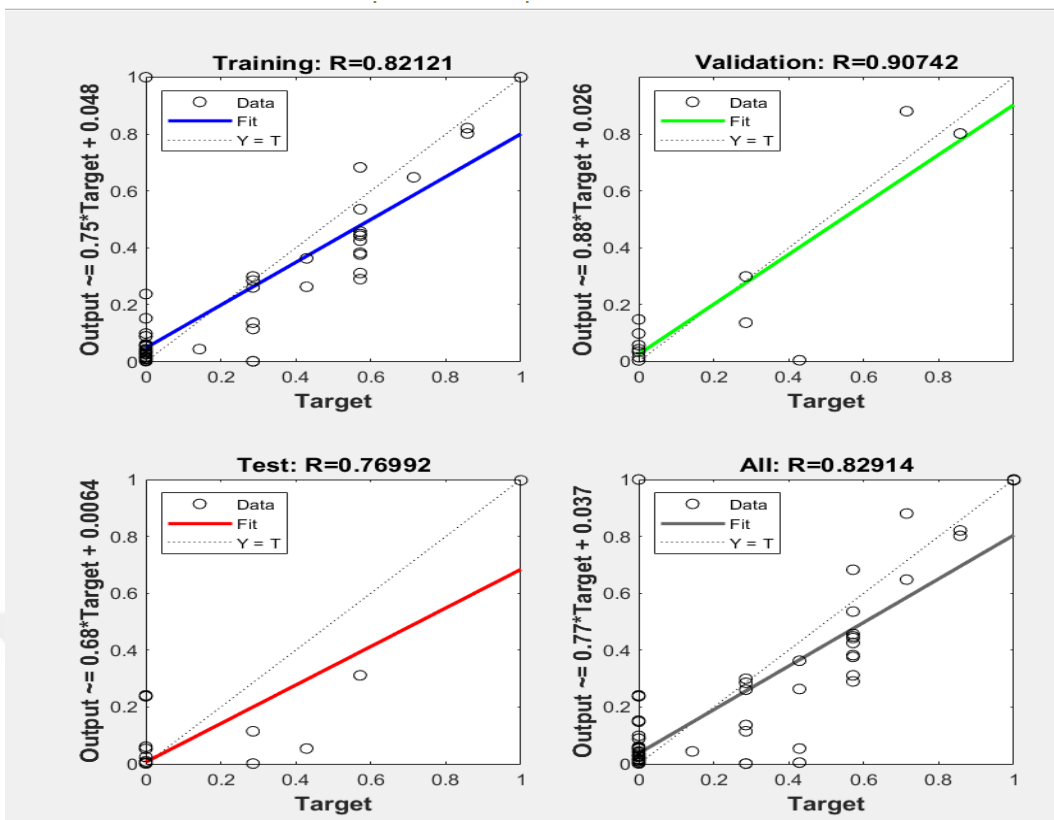 Training: R=0.82121
Output ~= 0.75*Target + 0.048
Data
Fit
Y = T
1
0.8
0.6
0.4
0.2
0
0 0.2 0.4 0.6 0.8 1
Target
Validation: R=0.90742
Output ~= 0.88*Target + 0.026
Data
Fit
Y = T
0.8
0.6
0.4
0.2
0
0 0.2 0.4 0.6 0.8
Target
Test: R=0.76992
Output ~= 0.68*Target + 0.0064
Data
Fit
Y = T
1
0.8
0.6
0.4
0.2
0
0 0.2 0.4 0.6 0.8 1
Target
All: R=0.82914
Output ~= 0.77*Target + 0.037
Data
Fit
Y = T
1
0.8
0.6
0.4
0.2
0
0 0.2 0.4 0.6 0.8 1
Target